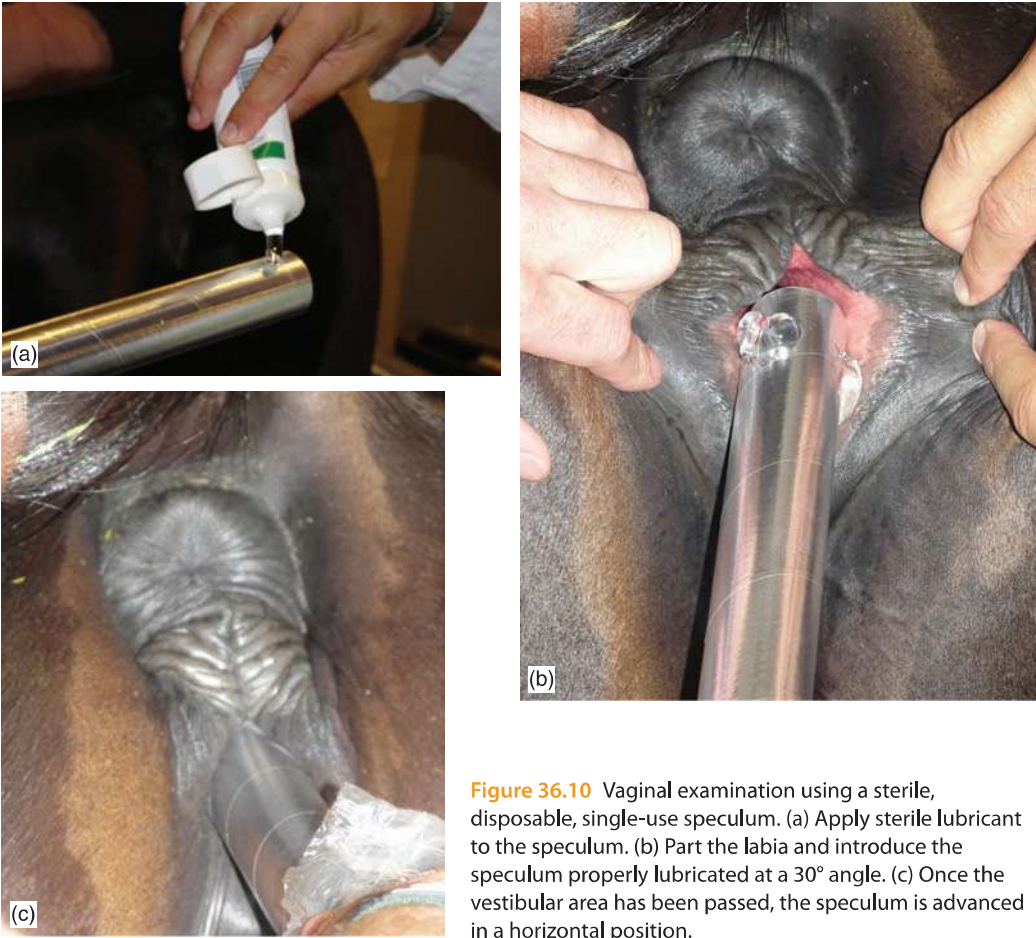 (a)
(b)
(c)
Figure 36.10 Vaginal examination using a sterile,
disposable, single-use speculum. (a) Apply sterile lubricant
to the speculum. (b) Part the labia and introduce the
speculum properly lubricated at a 30° angle. (c) Once the
vestibular area has been passed, the speculum is advanced
in a horizontal position.